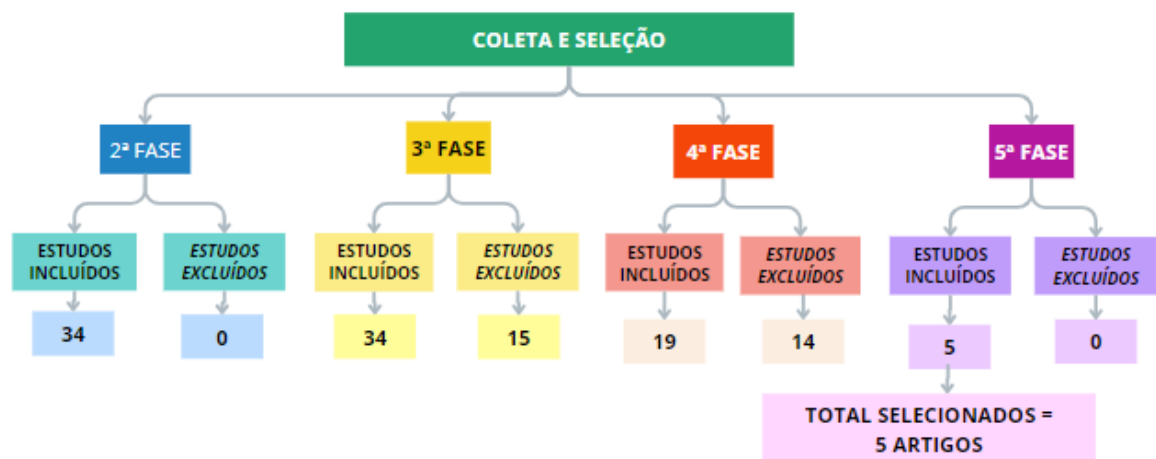 COLETA E SELEÇÃO
2ª FASE
3ª FASE
4ª FASE
5ª FASE
ESTUDOS
INCLUÍDOS
ESTUDOS
EXCLUÍDOS
ESTUDOS
INCLUÍDOS
ESTUDOS
EXCLUÍDOS
ESTUDOS
INCLUÍDOS
ESTUDOS
EXCLUÍDOS
ESTUDOS
INCLUÍDOS
ESTUDOS
EXCLUÍDOS
34
0
34
15
19
14
5
0
TOTAL SELECIONADOS =
5 ARTIGOS